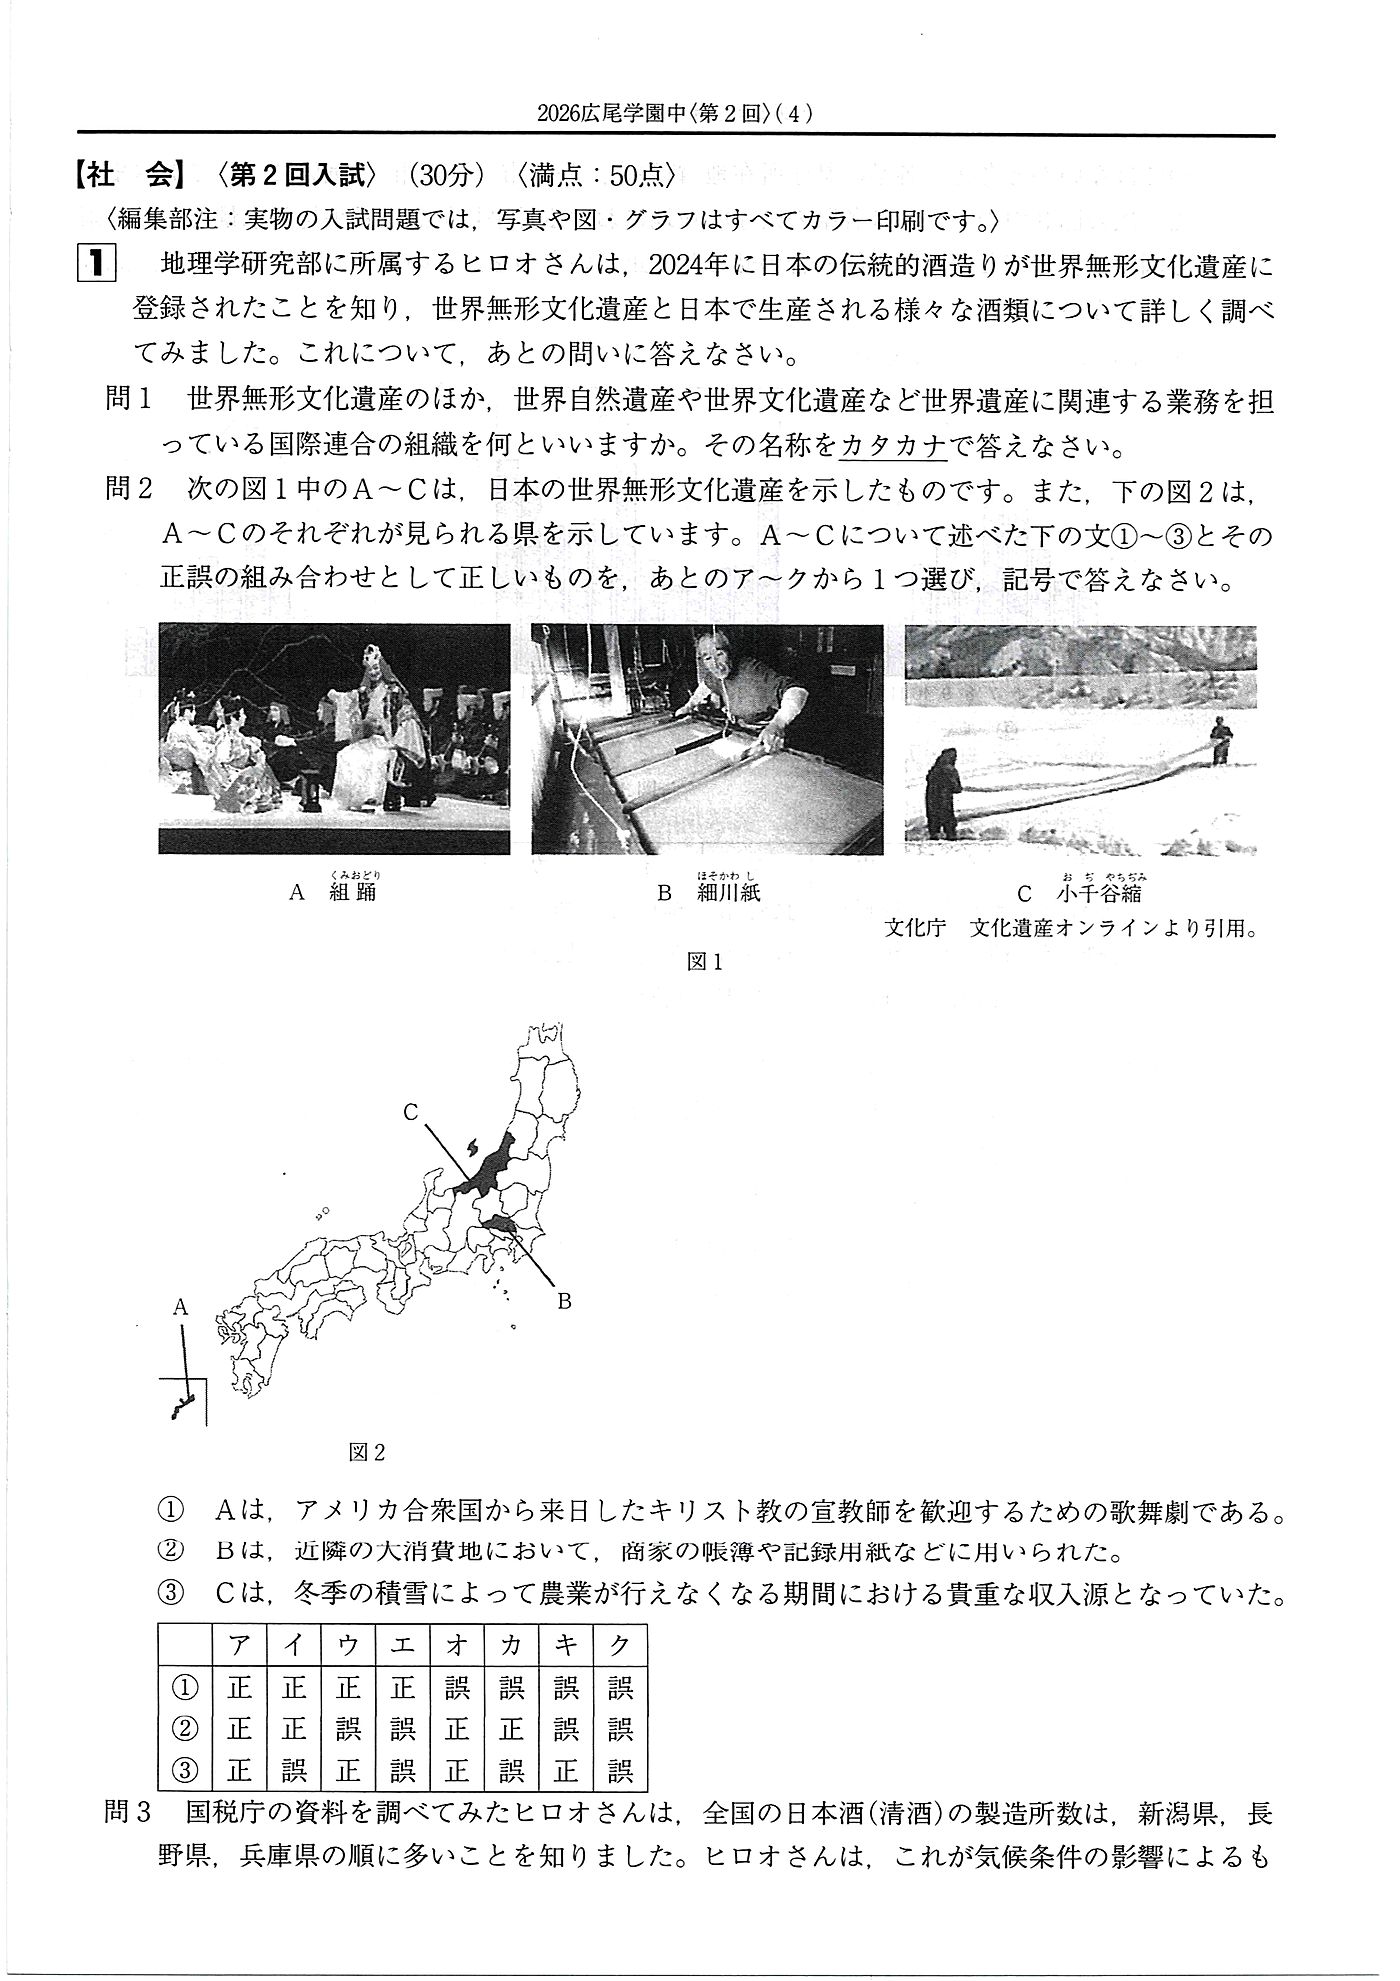 2026広尾学園中〈第2回〉(4)
【社　会】〈第2回入試〉(30分)〈満点：50点〉
〈編集部注：実物の入試問題では，写真や図・グラフはすべてカラー印刷です。〉
1　地理学研究部に所属するヒロオさんは，2024年に日本の伝統的酒造りが世界無形文化遺産に
登録されたことを知り，世界無形文化遺産と日本で生産される様々な酒類について詳しく調べ
てみました。これについて，あとの問いに答えなさい。
問1　世界無形文化遺産のほか，世界自然遺産や世界文化遺産など世界遺産に関連する業務を担
っている国際連合の組織を何といいますか。その名称をカタカナで答えなさい。
問2　次の図1中のA～Cは，日本の世界無形文化遺産を示したものです。また，下の図2は，
A～Cのそれぞれが見られる県を示しています。A～Cについて述べた下の文①～③とその
正誤の組み合わせとして正しいものを，あとのア～クから1つ選び，記号で答えなさい。
くみおどり
A　組踊
ほそかわし
B　細川紙
おぢやちぢみ
C　小千谷縮
文化庁　文化遺産オンラインより引用。
図1
C
B
A
図2
①　Aは，アメリカ合衆国から来日したキリスト教の宣教師を歓迎するための歌舞劇である。
②　Bは，近隣の大消費地において，商家の帳簿や記録用紙などに用いられた。
③　Cは，冬季の積雪によって農業が行えなくなる期間における貴重な収入源となっていた。
ア　イ　ウ　エ　オ　カ　キ　ク
①　正　正　正　正　誤　誤　誤　誤
②　正　正　誤　誤　正　正　誤　誤
③　正　誤　正　誤　正　誤　正　誤
問3　国税庁の資料を調べてみたヒロオさんは，全国の日本酒(清酒)の製造所数は，新潟県，長
野県，兵庫県の順に多いことを知りました。ヒロオさんは，これが気候条件の影響によるも